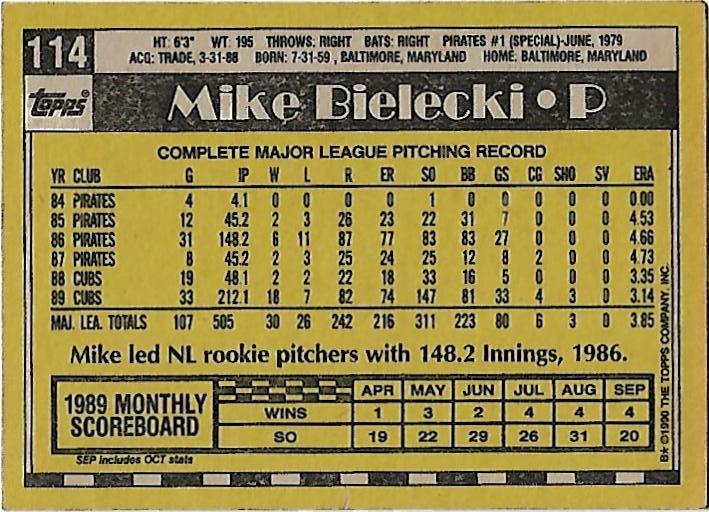 114
HT: 6'3" WT: 195 THROWS: RIGHT BATS: RIGHT PIRATES #1 (SPECIAL)-JUNE, 1979
ACQ: TRADE, 3-31-88 BORN: 7-31-59 , BALTIMORE, MARYLAND HOME: BALTIMORE, MARYLAND
Topps®
Mike Bielecki • P
COMPLETE MAJOR LEAGUE PITCHING RECORD
YR CLUB G IP W L R ER SO BB GS CG SHO SV ERA
84 PIRATES 4 4.1 0 0 0 0 1 0 0 0 0 0 0.00
85 PIRATES 12 45.2 2 3 26 23 22 31 7 0 0 0 4.53
86 PIRATES 31 148.2 6 11 87 77 83 83 27 0 0 0 4.66
87 PIRATES 8 45.2 2 3 25 24 25 12 8 2 0 0 4.73
88 CUBS 19 48.1 2 2 22 18 33 16 5 0 0 0 3.35
89 CUBS 33 212.1 18 7 82 74 147 81 33 4 3 0 3.14
MAJ. LEA. TOTALS 107 505 30 26 242 216 311 223 80 6 3 0 3.85
Mike led NL rookie pitchers with 148.2 Innings, 1986.
1989 MONTHLY
SCOREBOARD
APR MAY JUN JUL AUG SEP
WINS 1 3 2 4 4 4
SO 19 22 29 26 31 20
SEP includes OCT stats
B* ©1990 THE TOPPS COMPANY, INC.